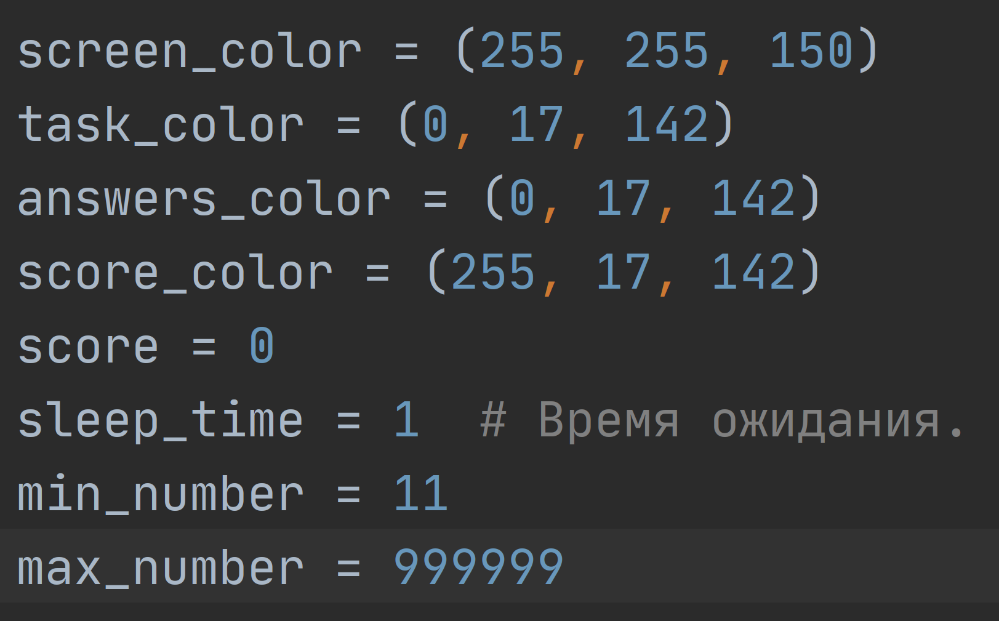 screen_color = (255, 255, 150)
task_color = (0, 17, 142)
answers_color = (0, 17, 142)
score_color = (255, 17, 142)
score = 0
sleep_time = 1  # Время ожидания.
min_number = 11
max_number = 999999